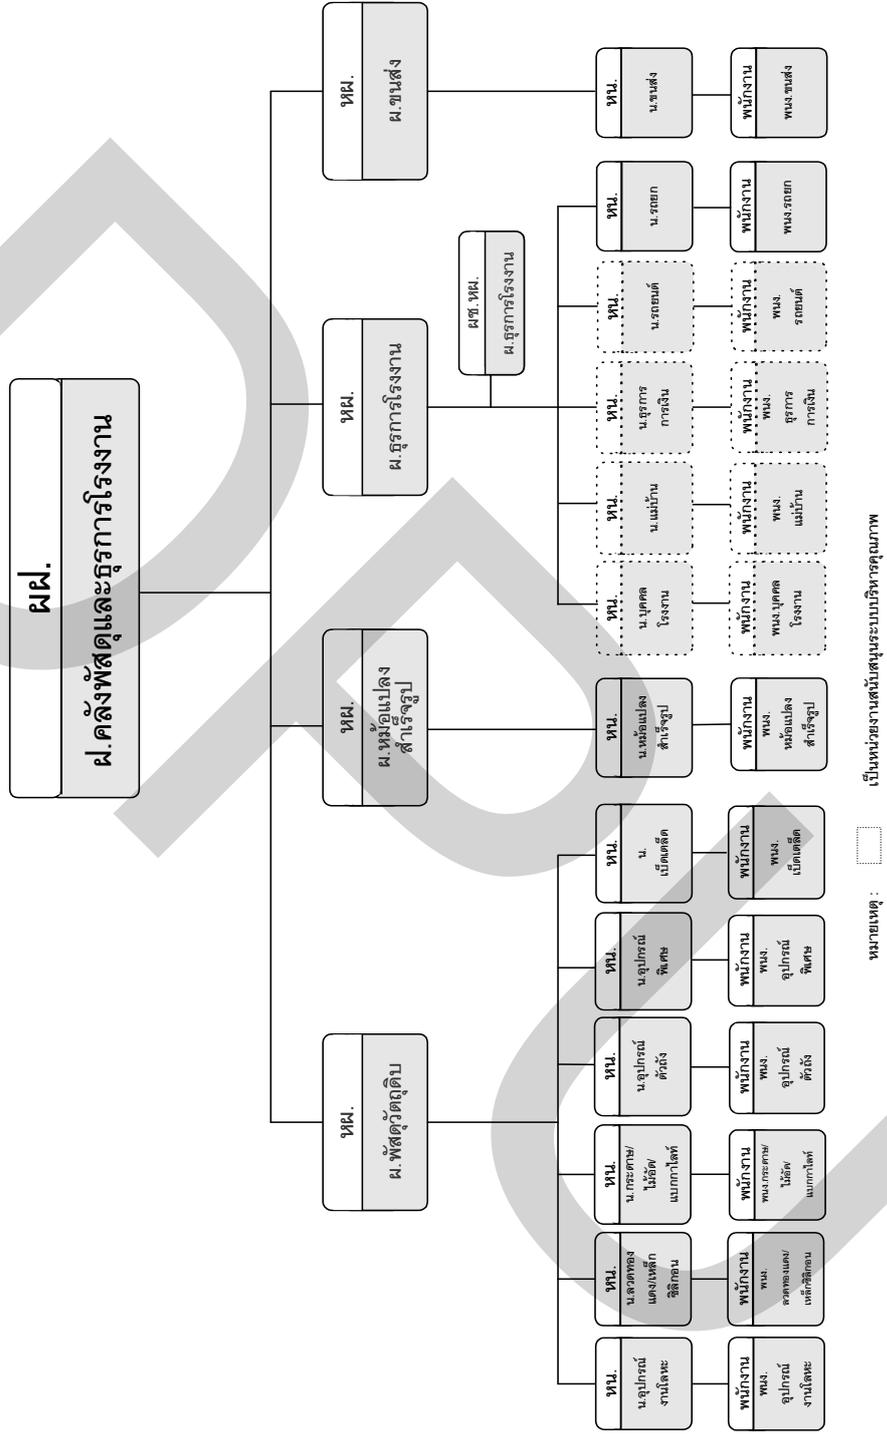 ผฝ.
ฝ.คลังพัสดุและธุรการโรงงาน
หผ.
ผ.พัสดุวัตถุดิบ
หผ.
ผ.หม้อแปลง
สำเร็จรูป
หผ.
ผ.ธุรการโรงงาน
หผ.
ผ.ขนส่ง
ผช.หผ.
ผ.ธุรการโรงงาน
หน.
น.อุปกรณ์
งานโลหะ
หน.
น.ลวดทอง
แดง/เหล็ก
ซิลิกอน
หน.
น.กระดาษ/
ไม้อัด/
แบกกาไลท์
หน.
น.อุปกรณ์
ตัวถัง
หน.
น.อุปกรณ์
พิเศษ
หน.
น.
เบ็ดเตล็ด
หน.
น.หม้อแปลง
สำเร็จรูป
หน.
น.บุคคล
โรงงาน
หน.
น.แม่บ้าน
หน.
น.ธุรการ
การเงิน
หน.
น.รถยนต์
หน.
น.รถยก
หน.
น.ขนส่ง
พนักงาน
พนง.
อุปกรณ์
งานโลหะ
พนักงาน
พนง.
ลวดทองแดง/
เหล็กซิลิกอน
พนักงาน
พนง.กระดาษ/
ไม้อัด/
แบกกาไลท์
พนักงาน
พนง.
อุปกรณ์
ตัวถัง
พนักงาน
พนง.
อุปกรณ์
พิเศษ
พนักงาน
พนง.
เบ็ดเตล็ด
พนักงาน
พนง.
หม้อแปลง
สำเร็จรูป
พนักงาน
พนง.บุคคล
โรงงาน
พนักงาน
พนง.
แม่บ้าน
พนักงาน
พนง.
ธุรการ
การเงิน
พนักงาน
พนง.
รถยนต์
พนักงาน
พนง.รถยก
พนักงาน
พนง.ขนส่ง
หมายเหตุ : เป็นหน่วยงานสนับสนุนระบบบริหารคุณภาพ